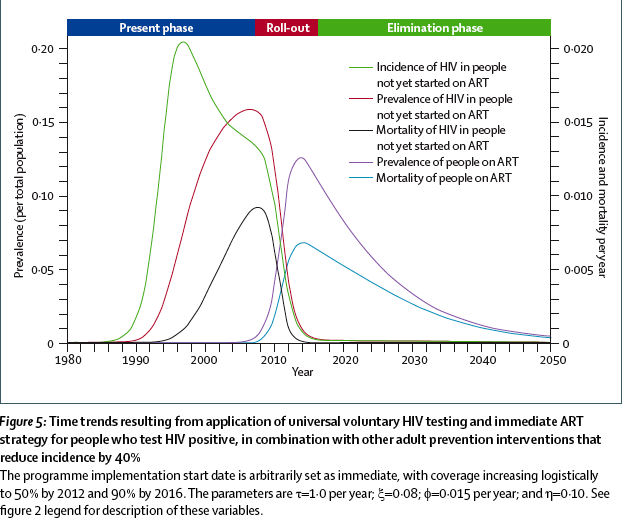 Present phase Roll-out Elimination phase
0·20 0·020
Incidence of HIV in people
not yet started on ART
Prevalence of HIV in people
not yet started on ART
Mortality of HIV in people
not yet started on ART
Prevalence of people on ART
Mortality of people on ART
0·15 0·015
0·10 0·010
0·05 0·005
0 0
Prevalence (per total population)
Incidence and mortality per year
1980 1990 2000 2010 2020 2030 2040 2050
Year
Figure 5: Time trends resulting from application of universal voluntary HIV testing and immediate ART
strategy for people who test HIV positive, in combination with other adult prevention interventions that
reduce incidence by 40%
The programme implementation start date is arbitrarily set as immediate, with coverage increasing logistically
to 50% by 2012 and 90% by 2016. The parameters are τ=1·0 per year; ξ=0·08; ϕ=0·015 per year; and η=0·10. See
figure 2 legend for description of these variables.